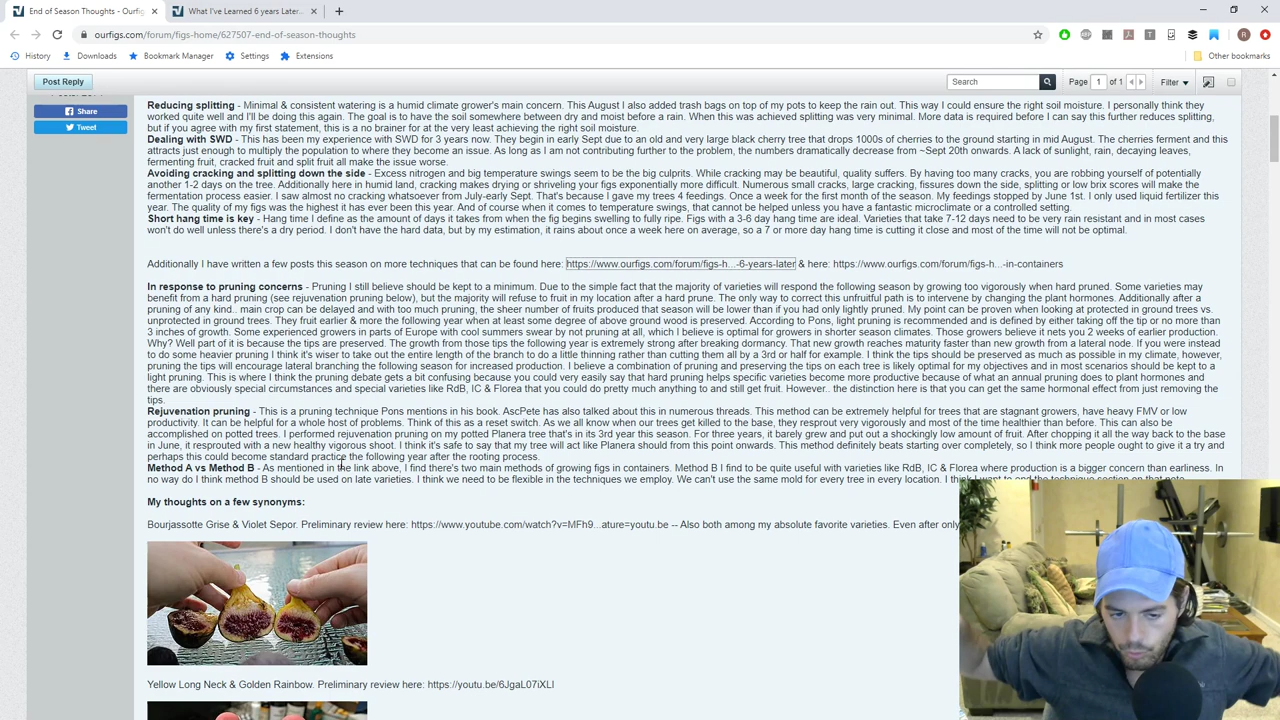 End of Season Thoughts - Ourfigs
What I've Learned 6 years Later...
ourfigs.com/forum/figs-home/627507-end-of-season-thoughts
History Downloads Bookmark Manager Settings Extensions Other bookmarks
Post Reply Search Page 1 of 1 Filter
Share
Tweet
Reducing splitting - Minimal & consistent watering is a humid climate grower's main concern. This August I also added trash bags on top of my pots to keep the rain out. This way I could ensure the right soil moisture. I personally think they
worked quite well and I'll be doing this again. The goal is to have the soil somewhere between dry and moist before a rain. When this was achieved splitting was very minimal. More data is required before I can say this further reduces splitting,
but if you agree with my first statement, this is a no brainer for at the very least achieving the right soil moisture.
Dealing with SWD - This has been my experience with SWD for 3 years now. They begin in early Sept due to an old and very large black cherry tree that drops 1000s of cherries to the ground starting in mid August. The cherries ferment and this
attracts just enough to multiply the population to where they become an issue. As long as I am not contributing further to the problem, the numbers dramatically decrease from ~Sept 20th onwards. A lack of sunlight, rain, decaying leaves,
fermenting fruit, cracked fruit and split fruit all make the issue worse.
Avoiding cracking and splitting down the side - Excess nitrogen and big temperature swings seem to be the big culprits. While cracking may be beautiful, quality suffers. By having too many cracks, you are robbing yourself of potentially
another 1-2 days on the tree. Additionally here in humid land, cracking makes drying or shriveling your figs exponentially more difficult. Numerous small cracks, large cracking, fissures down the side, splitting or low brix scores will make the
fermentation process easier. I saw almost no cracking whatsoever from July-early Sept. That's because I gave my trees 4 feedings. Once a week for the first month of the season. My feedings stopped by June 1st. I only used liquid fertilizer this
year. The quality of my figs was the highest it has ever been this year. And of course when it comes to temperature swings, that cannot be helped unless you have a fantastic microclimate or a controlled setting.
Short hang time is key - Hang time I define as the amount of days it takes from when the fig begins swelling to fully ripe. Figs with a 3-6 day hang time are ideal. Varieties that take 7-12 days need to be very rain resistant and in most cases
won't do well unless there's a dry period. I don't have the hard data, but by my estimation, it rains about once a week here on average, so a 7 or more day hang time is cutting it close and most of the time will not be optimal.
Additionally I have written a few posts this season on more techniques that can be found here: https://www.ourfigs.com/forum/figs-h...-6-years-later & here: https://www.ourfigs.com/forum/figs-h...-in-containers
In response to pruning concerns - Pruning I still believe should be kept to a minimum. Due to the simple fact that the majority of varieties will respond the following season by growing too vigorously when hard pruned. Some varieties may
benefit from a hard pruning (see rejuvenation pruning below), but the majority will refuse to fruit in my location after a hard prune. The only way to correct this unfruitful path is to intervene by changing the plant hormones. Additionally after a
pruning of any kind.. main crop can be delayed and with too much pruning, the sheer number of fruits produced that season will be lower than if you had only lightly pruned. My point can be proven when looking at protected in ground trees vs.
unprotected in ground trees. They fruit earlier & more the following year when at least some degree of above ground wood is preserved. According to Pons, light pruning is recommended and is defined by either taking off the tip or no more than
3 inches of growth. Some experienced growers in parts of Europe with cool summers swear by not pruning at all, which I believe is optimal for growers in shorter season climates. Those growers believe it nets you 2 weeks of earlier production.
Why? Well part of it is because the tips are preserved. The growth from those tips the following year is extremely strong after breaking dormancy. That new growth reaches maturity faster than new growth from a lateral node. If you were instead
to do some heavier pruning I think it's wiser to take out the entire length of the branch to do a little thinning rather than cutting them all by a 3rd or half for example. I think the tips should be preserved as much as possible in my climate, however,
pruning the tips will encourage lateral branching the following season for increased production. I believe a combination of pruning and preserving the tips on each tree is likely optimal for my objectives and in most scenarios should be kept to a
light pruning. This is where I think the pruning debate gets a bit confusing because you could very easily say that hard pruning helps specific varieties become more productive because of what an annual pruning does to plant hormones and
there are obviously special circumstances and special varieties like RdB, IC & Florea that you could do pretty much anything to and still get fruit. However.. the distinction here is that you can get the same hormonal effect from just removing the
tips.
Rejuvenation pruning - This is a pruning technique Pons mentions in his book. AscPete has also talked about this in numerous threads. This method can be extremely helpful for trees that are stagnant growers, have heavy FMV or low
productivity. It can be helpful for a whole host of problems. Think of this as a reset switch. As we all know when our trees get killed to the base, they resprout very vigorously and most of the time healthier than before. This can also be
accomplished on potted trees. I performed rejuvenation pruning on my potted Planera tree that's in its 3rd year this season. For three years, it barely grew and put out a shockingly low amount of fruit. After chopping it all the way back to the base
in June, it resprouted with a new healthy vigorous shoot. I think it's safe to say that my tree will act like Planera should from this point onwards. This method definitely beats starting over completely, so I think more people ought to give it a try and
perhaps this could become standard practice the following year after the rooting process.
Method A vs Method B - As mentioned in the link above, I find there's two main methods of growing figs in containers. Method B I find to be quite useful with varieties like RdB, IC & Florea where production is a bigger concern than earliness. In
no way do I think method B should be used on late varieties. I think we need to be flexible in the techniques we employ. We can't use the same mold for every tree in every location. I think I want to end the technique section on that note.
My thoughts on a few synonyms:
Bourjassotte Grise & Violet Sepor. Preliminary review here: https://www.youtube.com/watch?v=MFh9...ature=youtu.be -- Also both among my absolute favorite varieties. Even after only
Yellow Long Neck & Golden Rainbow. Preliminary review here: https://youtu.be/6JgaL07iXLI